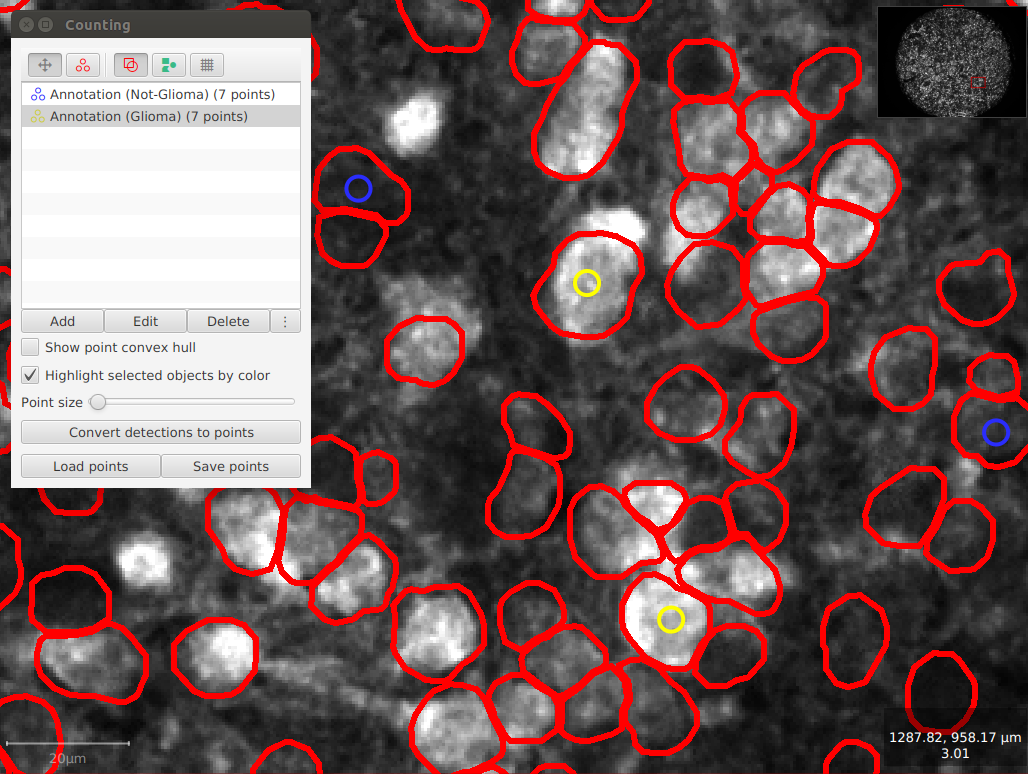 Counting
Annotation (Not-Glioma) (7 points)
Annotation (Glioma) (7 points)
Add Edit Delete ⋮
Show point convex hull
Highlight selected objects by color
Point size
Convert detections to points
Load points Save points
20µm
1287.82, 958.17 µm
3.01